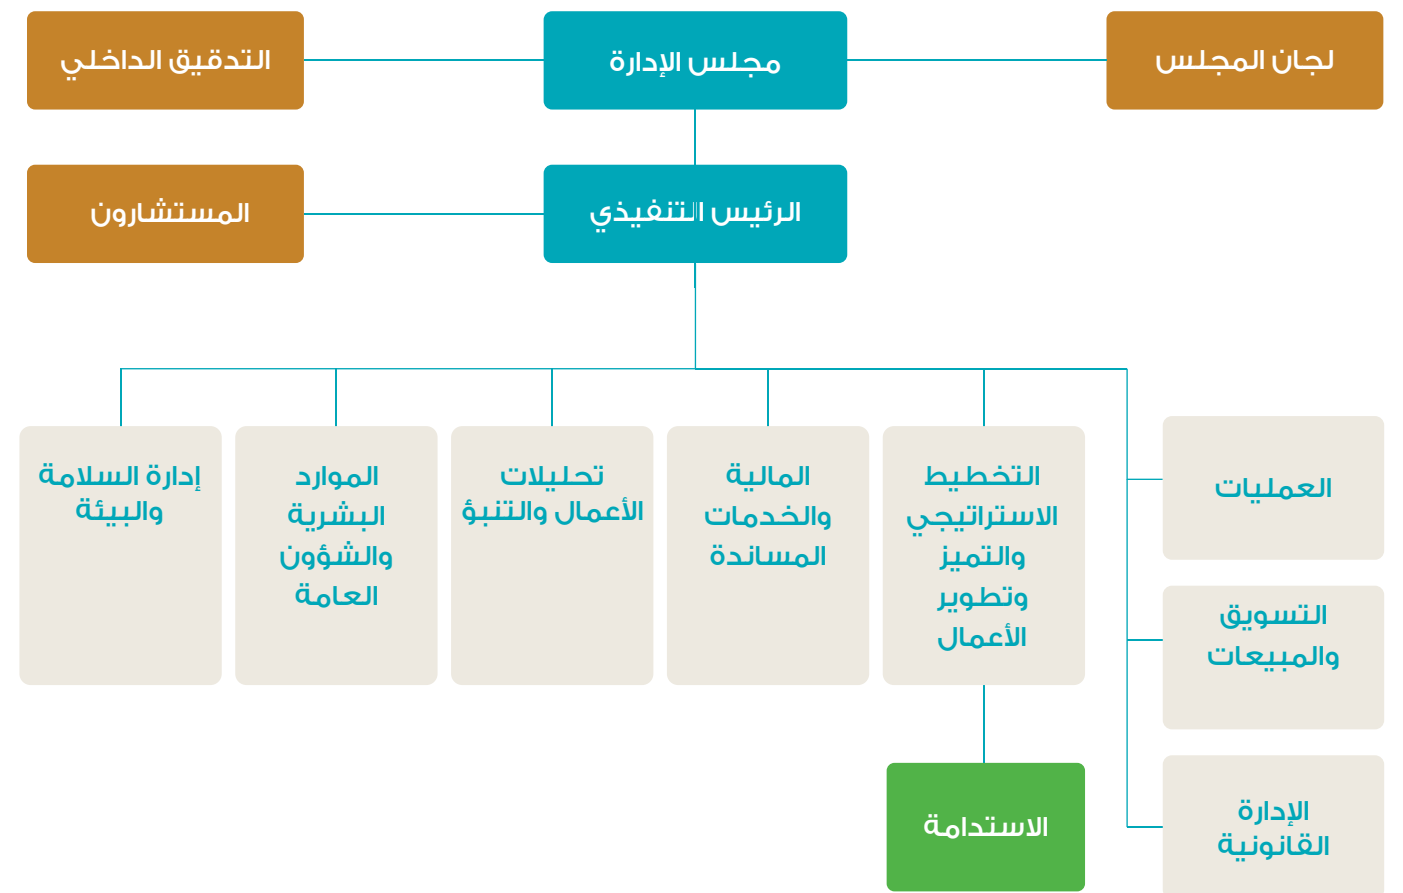 لجان المجلس
مجلس الإدارة
التدقيق الداخلي
الرئيس التنفيذي
المستشارون
العمليات
التسويق
والمبيعات
الإدارة
القانونية
التخطيط
الاستراتيجي
والتميز
وتطوير
الأعمال
الاستدامة
المالية
والخدمات
المساندة
تحليلات
الأعمال والتنبؤ
الموارد
البشرية
والشؤون
العامة
إدارة السلامة
والبيئة